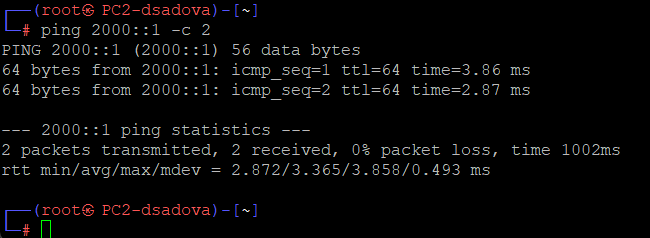 ┌──(root㉿ PC2-dsadova)-[~]
└─# ping 2000::1 -c 2
PING 2000::1 (2000::1) 56 data bytes
64 bytes from 2000::1: icmp_seq=1 ttl=64 time=3.86 ms
64 bytes from 2000::1: icmp_seq=2 ttl=64 time=2.87 ms

--- 2000::1 ping statistics ---
2 packets transmitted, 2 received, 0% packet loss, time 1002ms
rtt min/avg/max/mdev = 2.872/3.365/3.858/0.493 ms

┌──(root㉿ PC2-dsadova)-[~]
└─#